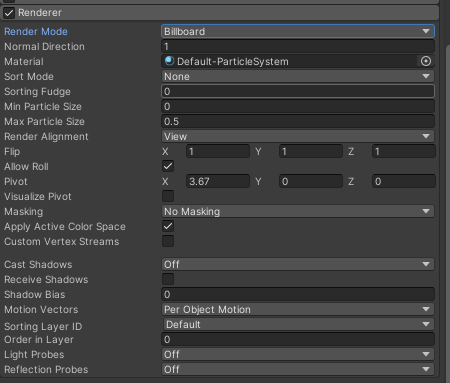 Renderer
Render Mode Billboard
Normal Direction 1
Material Default-ParticleSystem
Sort Mode None
Sorting Fudge 0
Min Particle Size 0
Max Particle Size 0.5
Render Alignment View
Flip X 1 Y 1 Z 1
Allow Roll
Pivot X 3.67 Y 0 Z 0
Visualize Pivot
Masking No Masking
Apply Active Color Space
Custom Vertex Streams
Cast Shadows Off
Receive Shadows
Shadow Bias 0
Motion Vectors Per Object Motion
Sorting Layer ID Default
Order in Layer 0
Light Probes Off
Reflection Probes Off